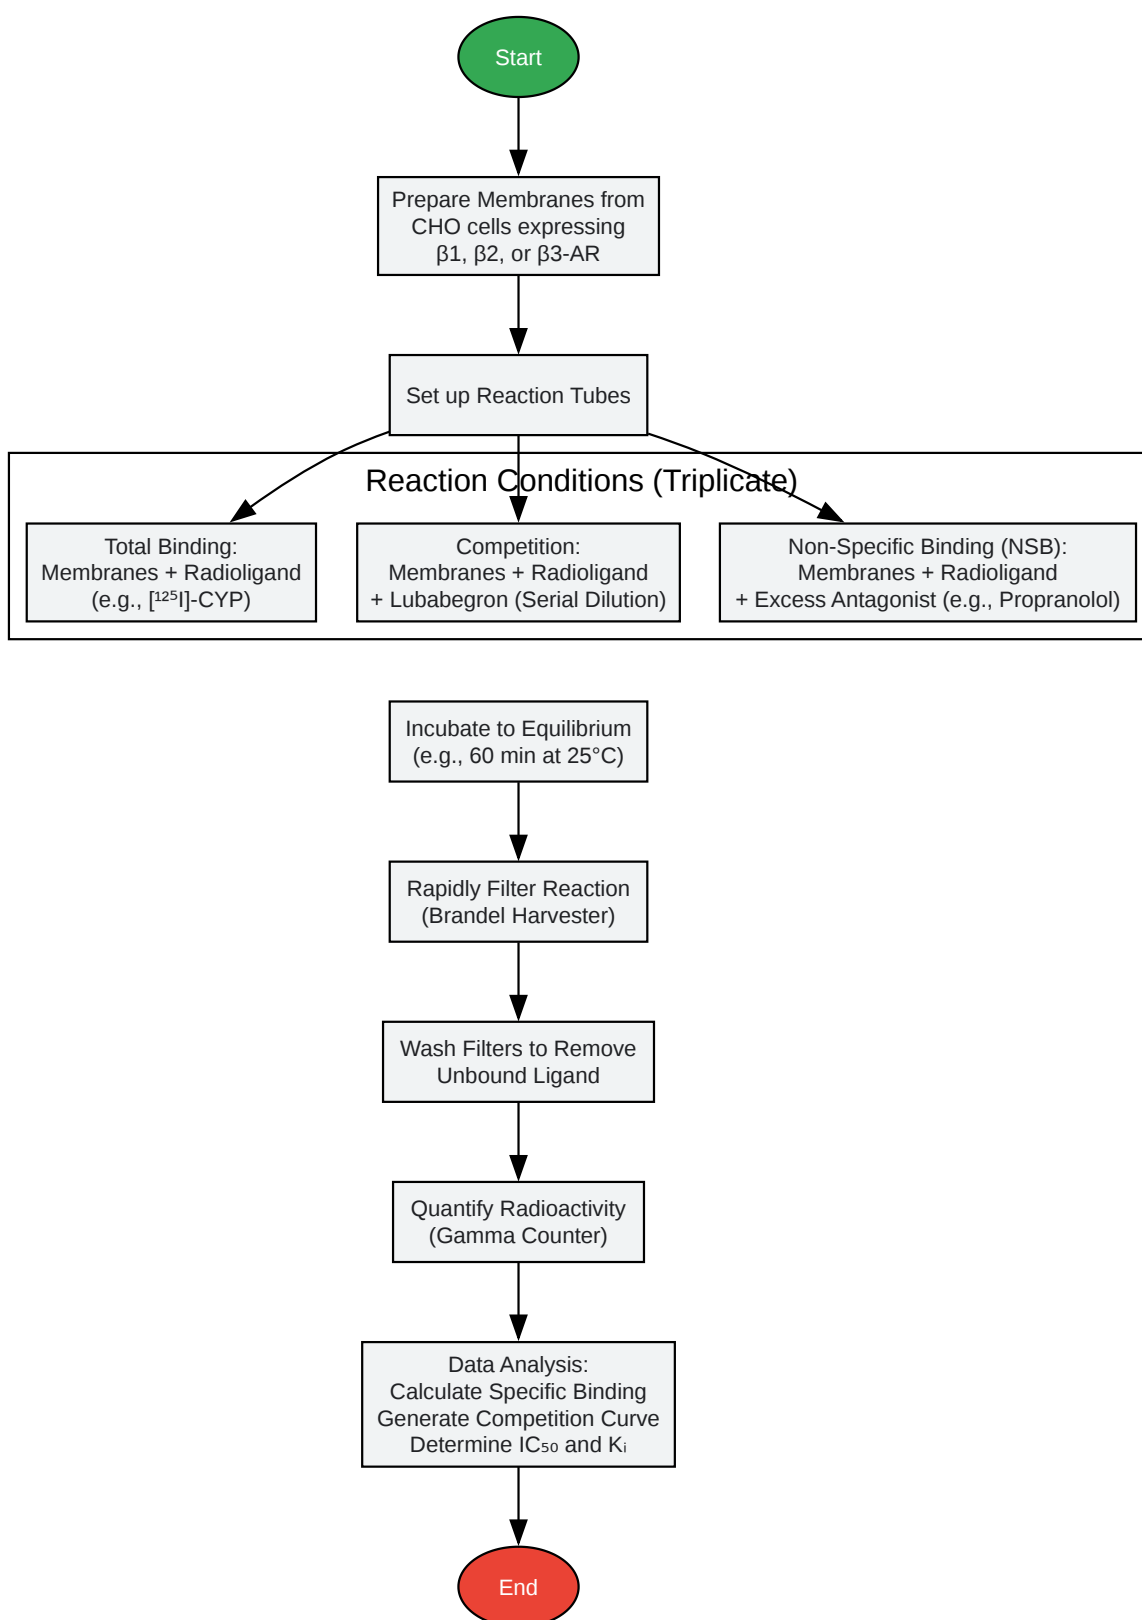 Start
Prepare Membranes from
CHO cells expressing
β1, β2, or β3-AR
Set up Reaction Tubes
Reaction Conditions (Triplicate)
Total Binding:
Membranes + Radioligand
(e.g., [¹²⁵I]-CYP)
Competition:
Membranes + Radioligand
+ Lubabegron (Serial Dilution)
Non-Specific Binding (NSB):
Membranes + Radioligand
+ Excess Antagonist (e.g., Propranolol)
Incubate to Equilibrium
(e.g., 60 min at 25°C)
Rapidly Filter Reaction
(Brandel Harvester)
Wash Filters to Remove
Unbound Ligand
Quantify Radioactivity
(Gamma Counter)
Data Analysis:
Calculate Specific Binding
Generate Competition Curve
Determine IC₅₀ and Kᵢ
End